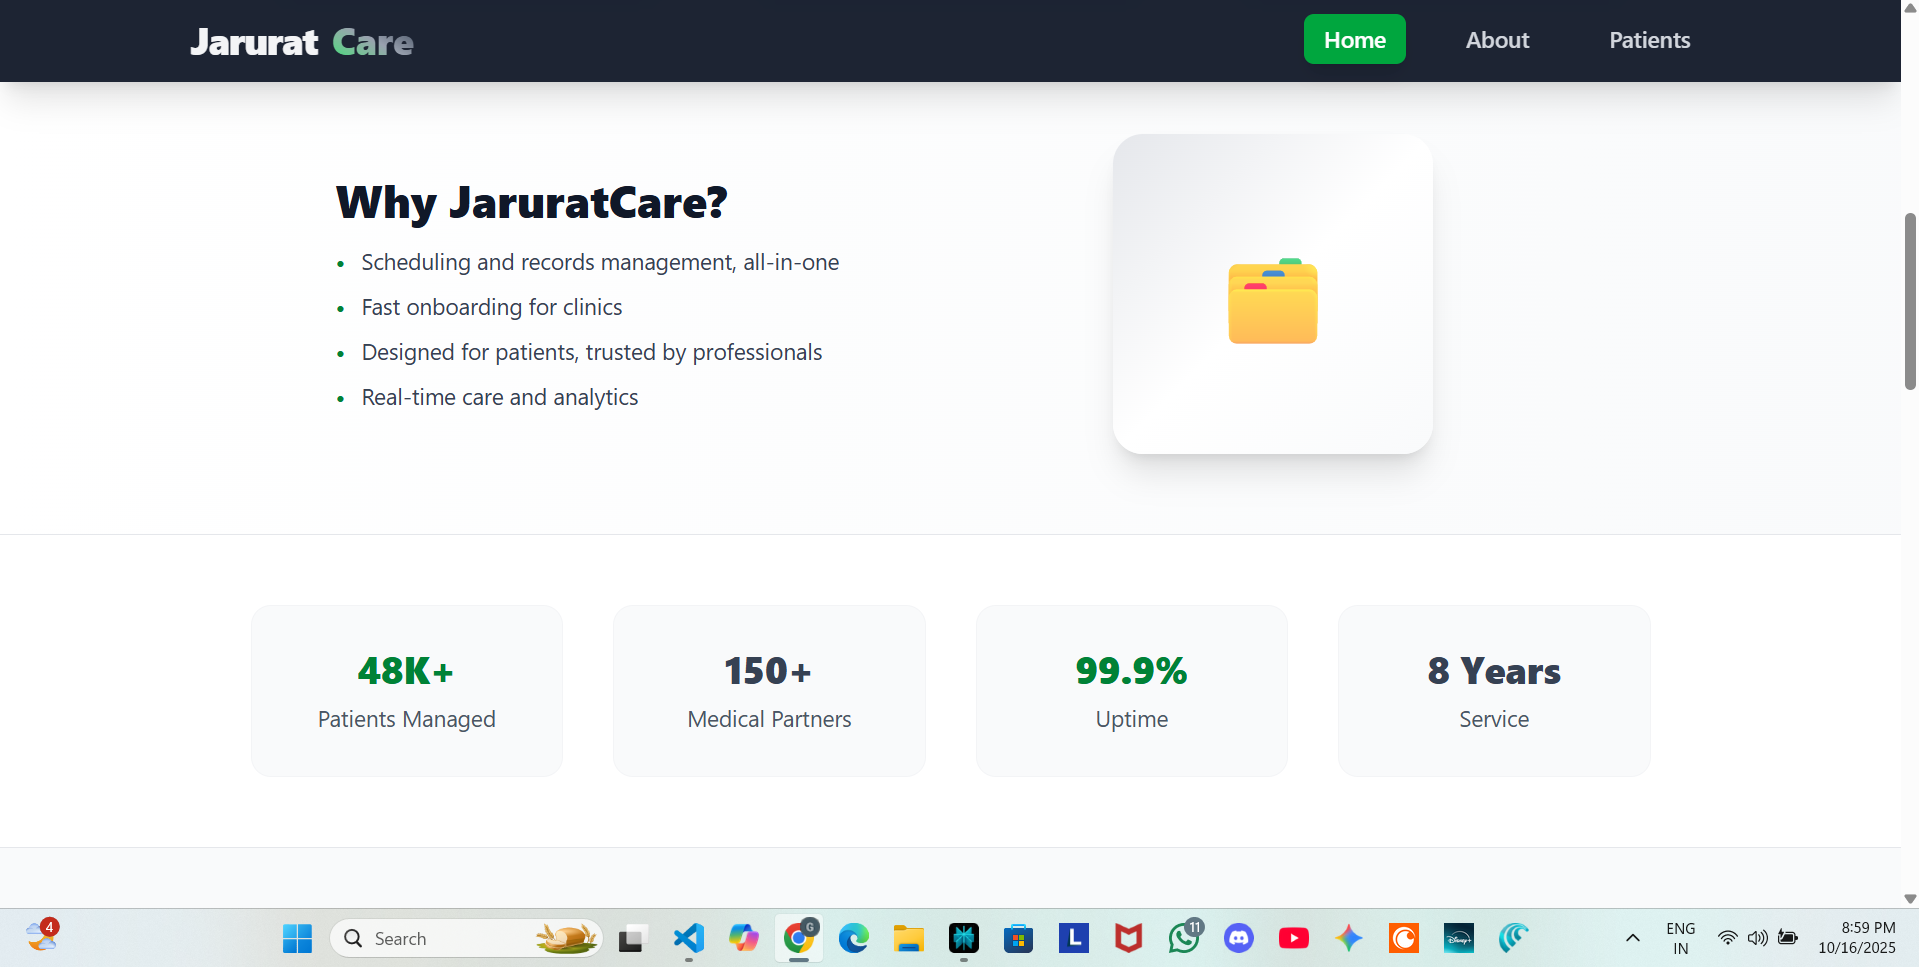 Jarurat Care
Home
About
Patients
Why JaruratCare?
• Scheduling and records management, all-in-one
• Fast onboarding for clinics
• Designed for patients, trusted by professionals
• Real-time care and analytics
48K+
Patients Managed
150+
Medical Partners
99.9%
Uptime
8 Years
Service
4
Search
G
L
11
Disney+
ENG
IN
8:59 PM
10/16/2025